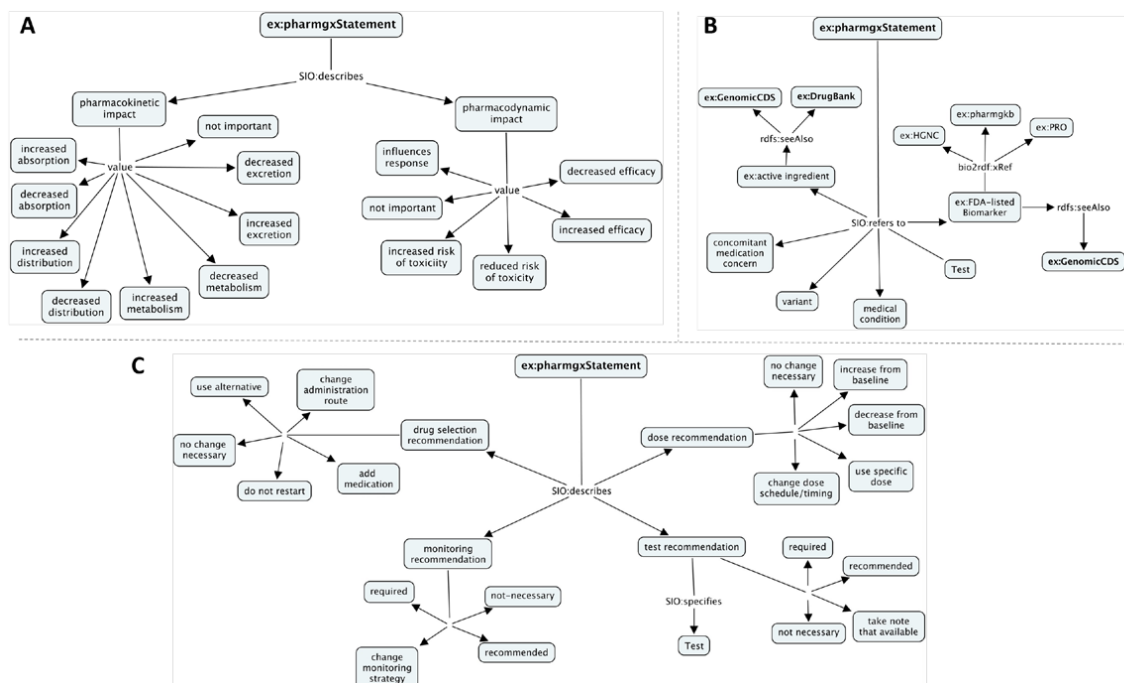 A
ex:pharmgxStatement
SIO:describes
pharmacokinetic
impact
pharmacodynamic
impact
not important
increased
absorption
value
decreased
excretion
decreased
absorption
increased
excretion
increased
distribution
decreased
metabolism
decreased
distribution
increased
metabolism
influences
response
decreased efficacy
value
not important
increased efficacy
increased risk
of toxiciity
reduced risk
of toxicity
B
ex:pharmgxStatement
ex:GenomicCDS
ex:DrugBank
rdfs:seeAlso
ex:active ingredient
ex:pharmgkb
ex:HGNC
ex:PRO
bio2rdf:xRef
ex:FDA-listed
Biomarker
rdfs:seeAlso
ex:GenomicCDS
SIO:refers to
concomitant
medication
concern
Test
variant
medical
condition
C
ex:pharmgxStatement
use alternative
change
administration
route
no change
necessary
drug selection
recommendation
do not restart
add
medication
no change
necessary
increase from
baseline
dose recommendation
decrease from
baseline
change dose
schedule/timing
use specific
dose
SIO:describes
monitoring
recommendation
required
not-necessary
change
monitoring
strategy
recommended
test recommendation
SIO:specifies
Test
required
recommended
not necessary
take note
that available